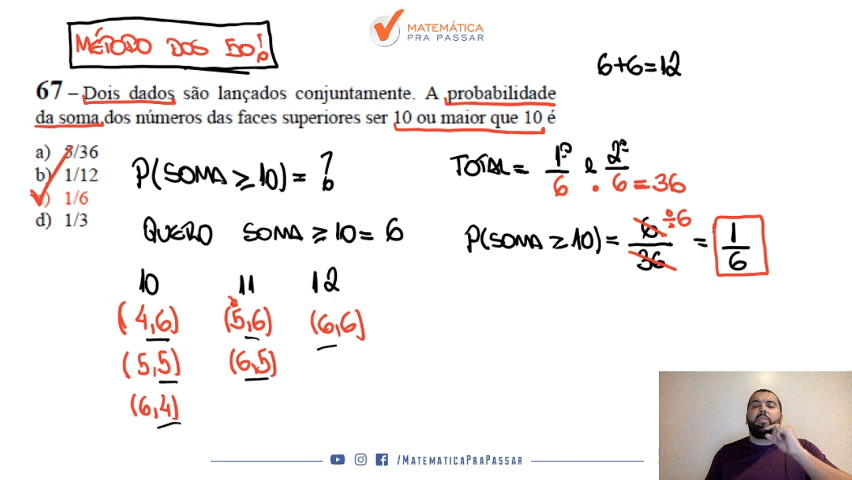 MÉTODO DOS 50!
MATEMÁTICA
PRA PASSAR
6+6=12
67 – Dois dados são lançados conjuntamente. A probabilidade
da soma dos números das faces superiores ser 10 ou maior que 10 é
a) 5/36
b) 1/12
c) 1/6
d) 1/3
P(SOMA ≥ 10) = ?
TOTAL = 1º e 2º
6 . 6 = 36
QUERO SOMA ≥ 10 = 6
P(SOMA ≥ 10) = 6/36 ÷6 = 1/6
10 11 12
(4,6) (5,6) (6,6)
(5,5) (6,5)
(6,4)
/MATEMATICAPRAPASSAR